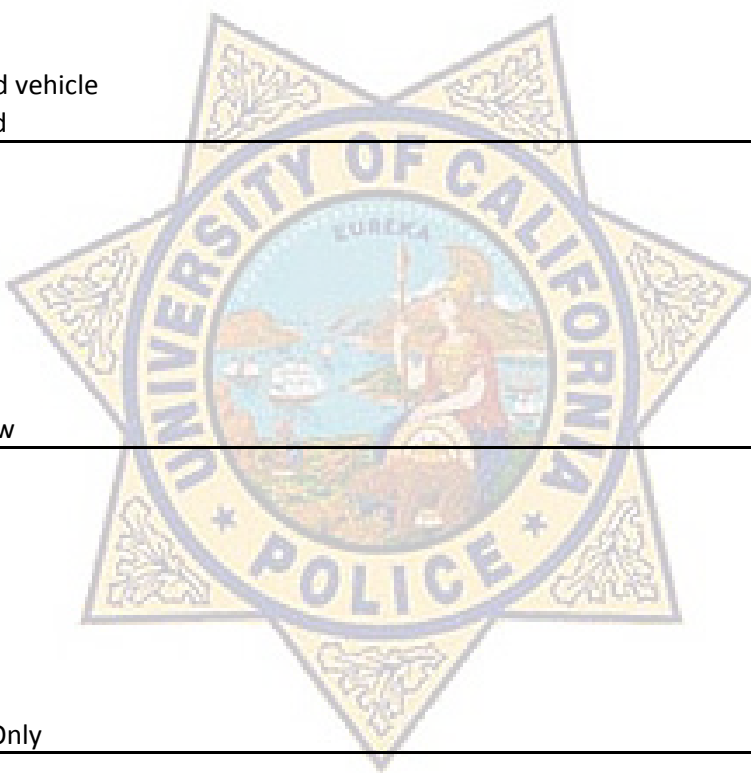 d vehicle
d
UNIVERSITY OF CALIFORNIA
EUREKA
w
POLICE
Only